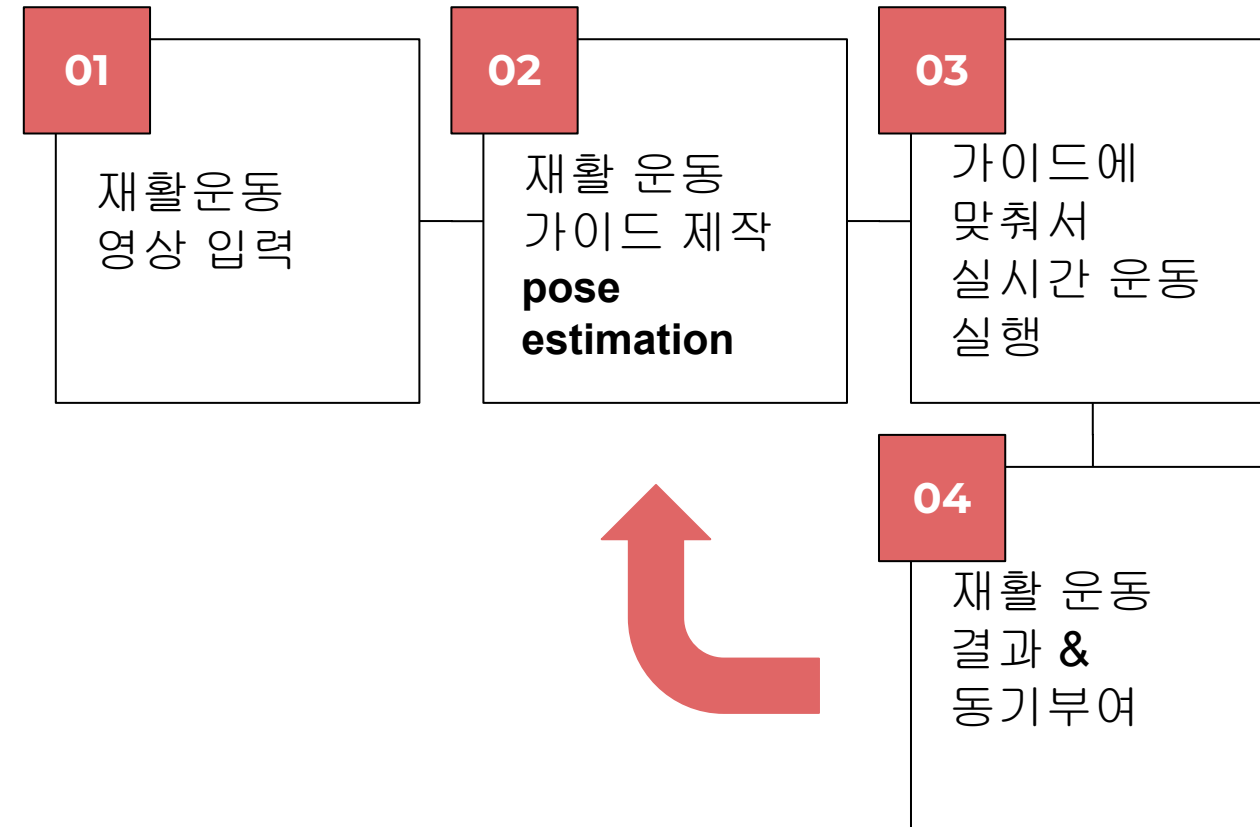 01
재활운동
영상 입력
02
재활 운동
가이드 제작
pose
estimation
03
가이드에
맞춰서
실시간 운동
실행
04
재활 운동
결과 &
동기부여